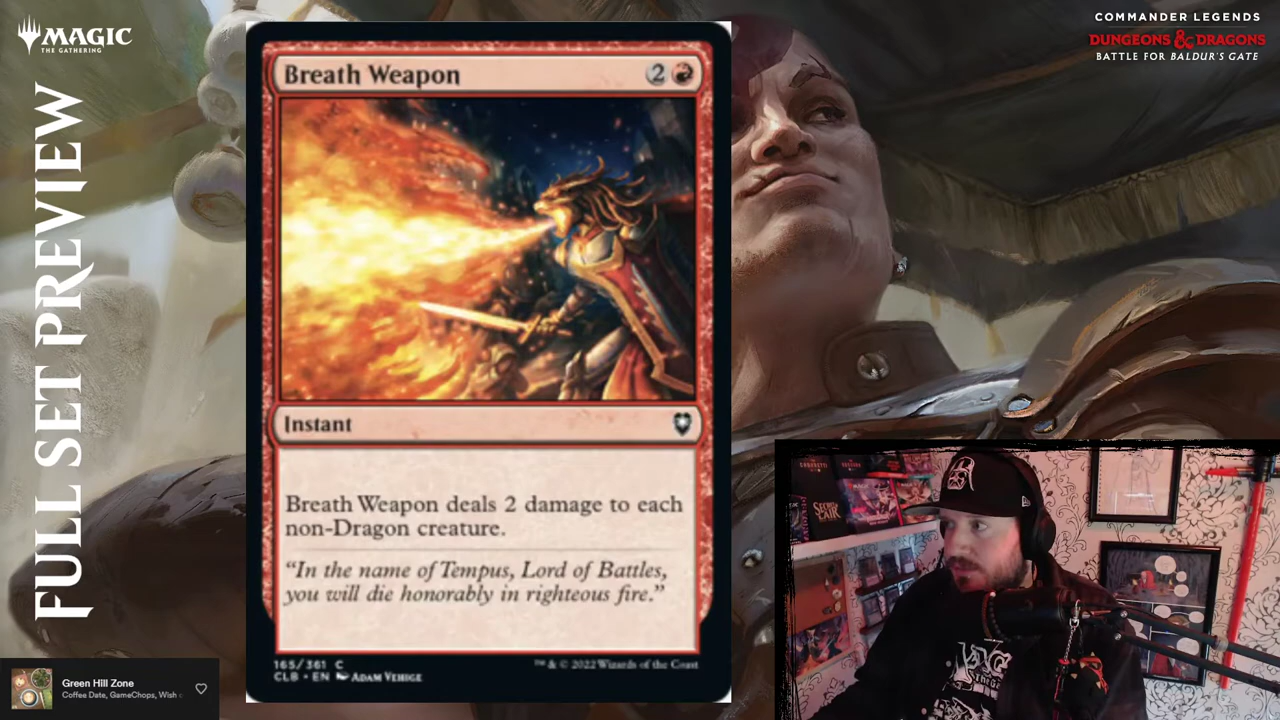 MAGIC
THE GATHERING
FULL SET PREVIEW
COMMANDER LEGENDS
DUNGEONS & DRAGONS
BATTLE FOR BALDUR'S GATE
Breath Weapon 2
Instant
Breath Weapon deals 2 damage to each
non-Dragon creature.
"In the name of Tempus, Lord of Battles,
you will die honorably in righteous fire."
165/361 C
CLB • EN ADAM VEHIGE
™ & © 2022 Wizards of the Coast
Green Hill Zone
Coffee Date, GameChops, Wish
SECRET
LAIR